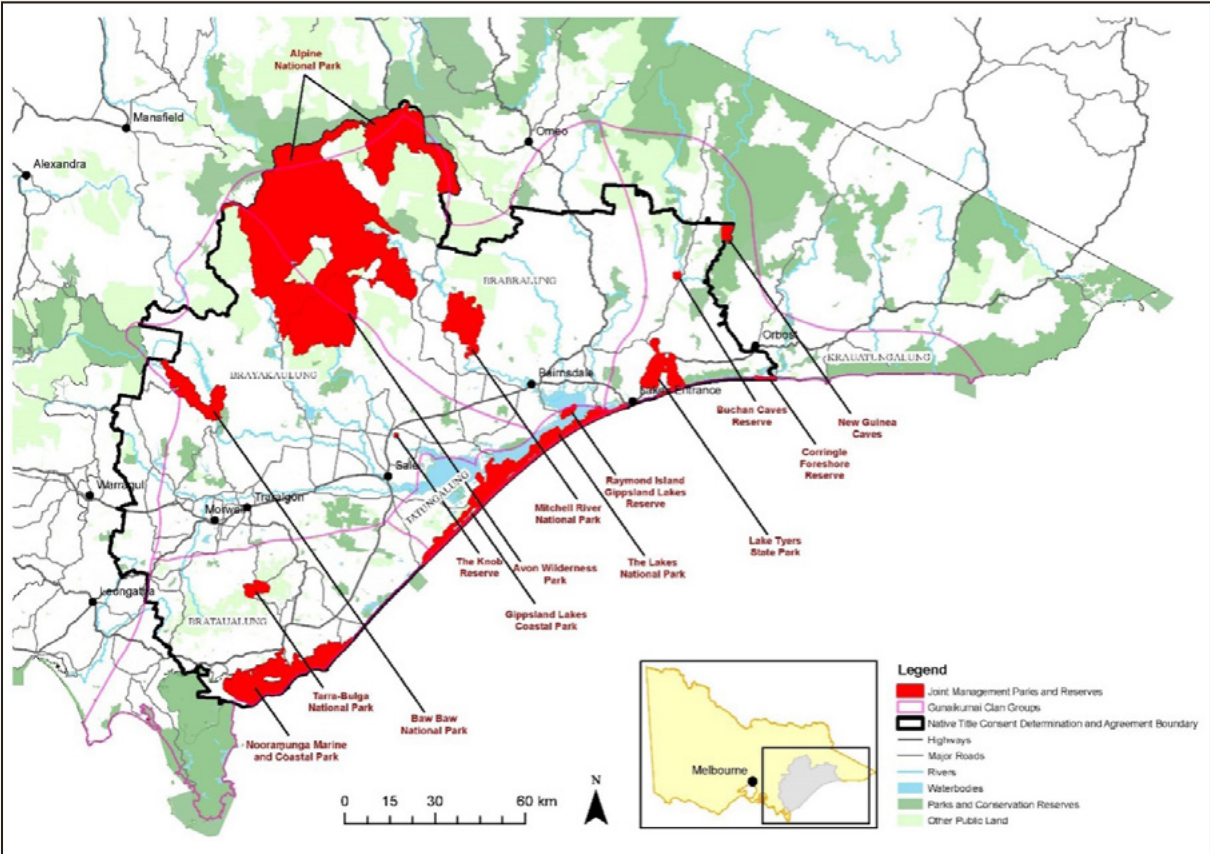 Alpine
National Park
Mansfield
Omeo
Alexandra
BRABRALUNG
Orbost
KRAUATUNGALUNG
BRAYAKAULUNG
Bairnsdale
Lakes Entrance
Buchan Caves
Reserve
New Guinea
Caves
Corringle
Foreshore
Reserve
Sale
Raymond Island
Gippsland Lakes
Reserve
Warragul
Traralgon
Morwell
TATUNGALUNG
Mitchell River
National Park
Lake Tyers
State Park
The Knob
Reserve
Avon Wilderness
Park
The Lakes
National Park
Leongatha
Gippsland Lakes
Coastal Park
BRATAUALUNG
Tarra-Bulga
National Park
Baw Baw
National Park
Nooramunga Marine
and Coastal Park
N
0 15 30 60 km
Melbourne
Legend
Joint Management Parks and Reserves
Gunaikurnai Clan Groups
Native Title Consent Determination and Agreement Boundary
Highways
Major Roads
Rivers
Waterbodies
Parks and Conservation Reserves
Other Public Land